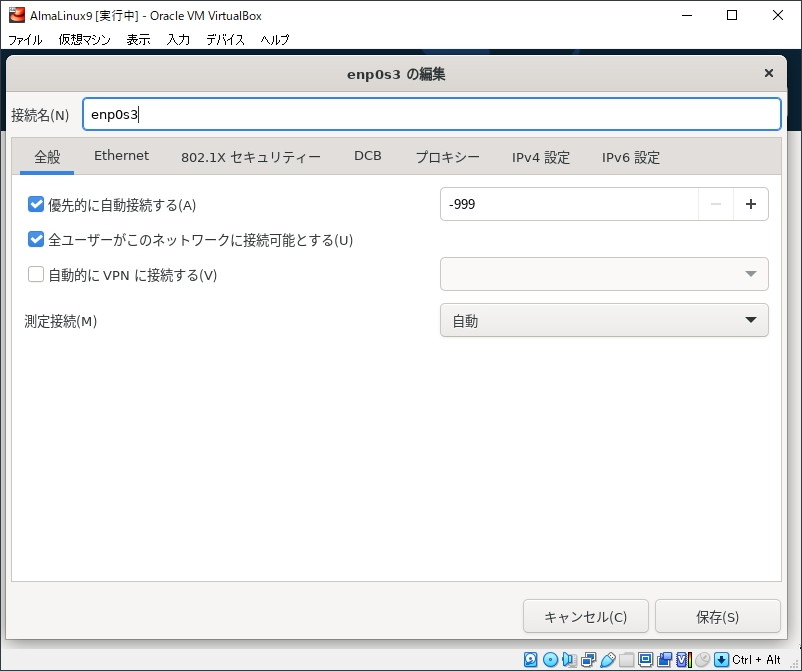 AlmaLinux9 [実行中] - Oracle VM VirtualBox
ファイル 仮想マシン 表示 入力 デバイス ヘルプ
enp0s3 の編集
接続名(N) enp0s3
全般 Ethernet 802.1X セキュリティー DCB プロキシー IPv4 設定 IPv6 設定
優先的に自動接続する(A) -999
全ユーザーがこのネットワークに接続可能とする(U)
自動的に VPN に接続する(V)
測定接続(M) 自動
キャンセル(C) 保存(S)
Ctrl + Alt